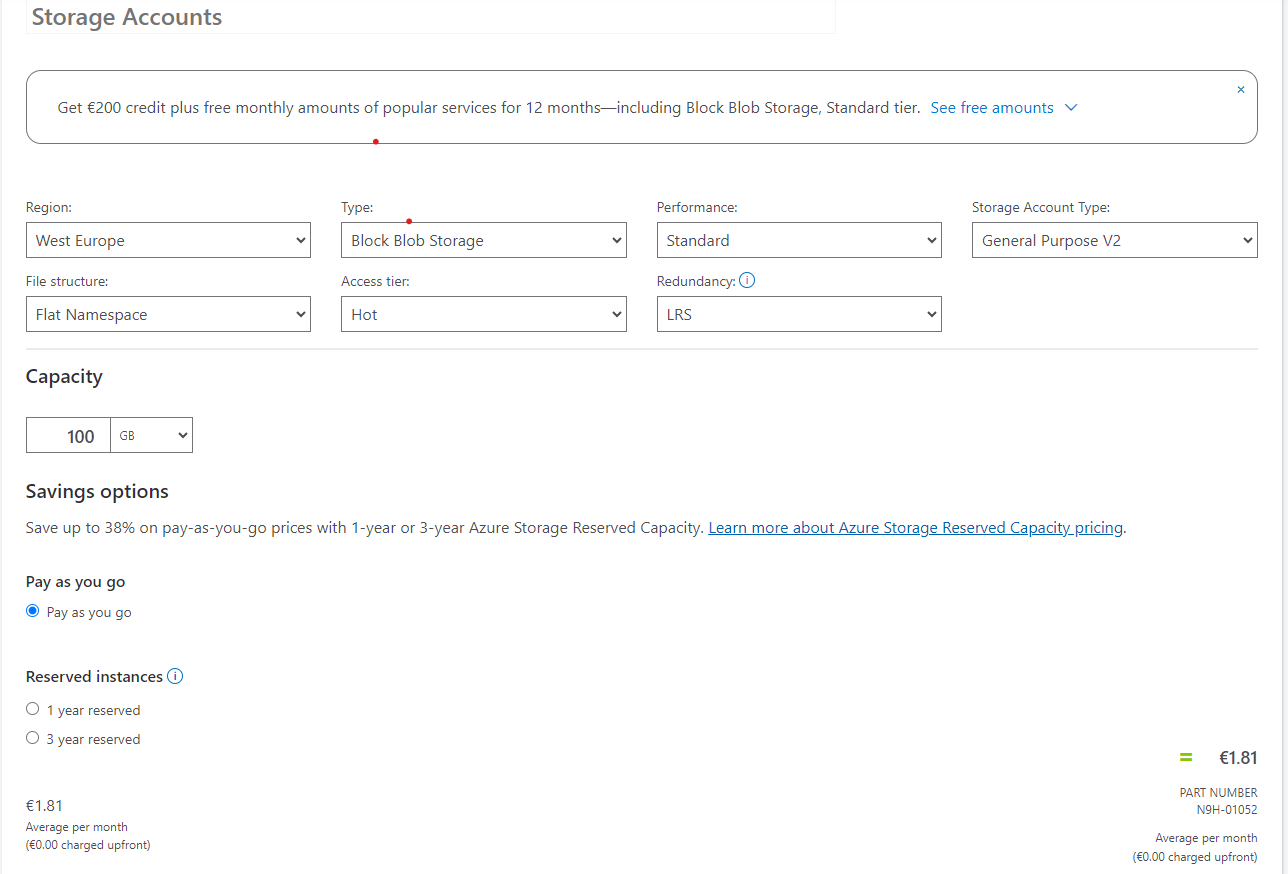 Storage Accounts
Get €200 credit plus free monthly amounts of popular services for 12 months—including Block Blob Storage, Standard tier. See free amounts
Region: Type: Performance: Storage Account Type:
West Europe Block Blob Storage Standard General Purpose V2
File structure: Access tier: Redundancy:
Flat Namespace Hot LRS
Capacity
100 GB
Savings options
Save up to 38% on pay-as-you-go prices with 1-year or 3-year Azure Storage Reserved Capacity. Learn more about Azure Storage Reserved Capacity pricing.
Pay as you go
Pay as you go
Reserved instances
1 year reserved
3 year reserved
= €1.81
PART NUMBER
N9H-01052
€1.81
Average per month
(€0.00 charged upfront)
Average per month
(€0.00 charged upfront)